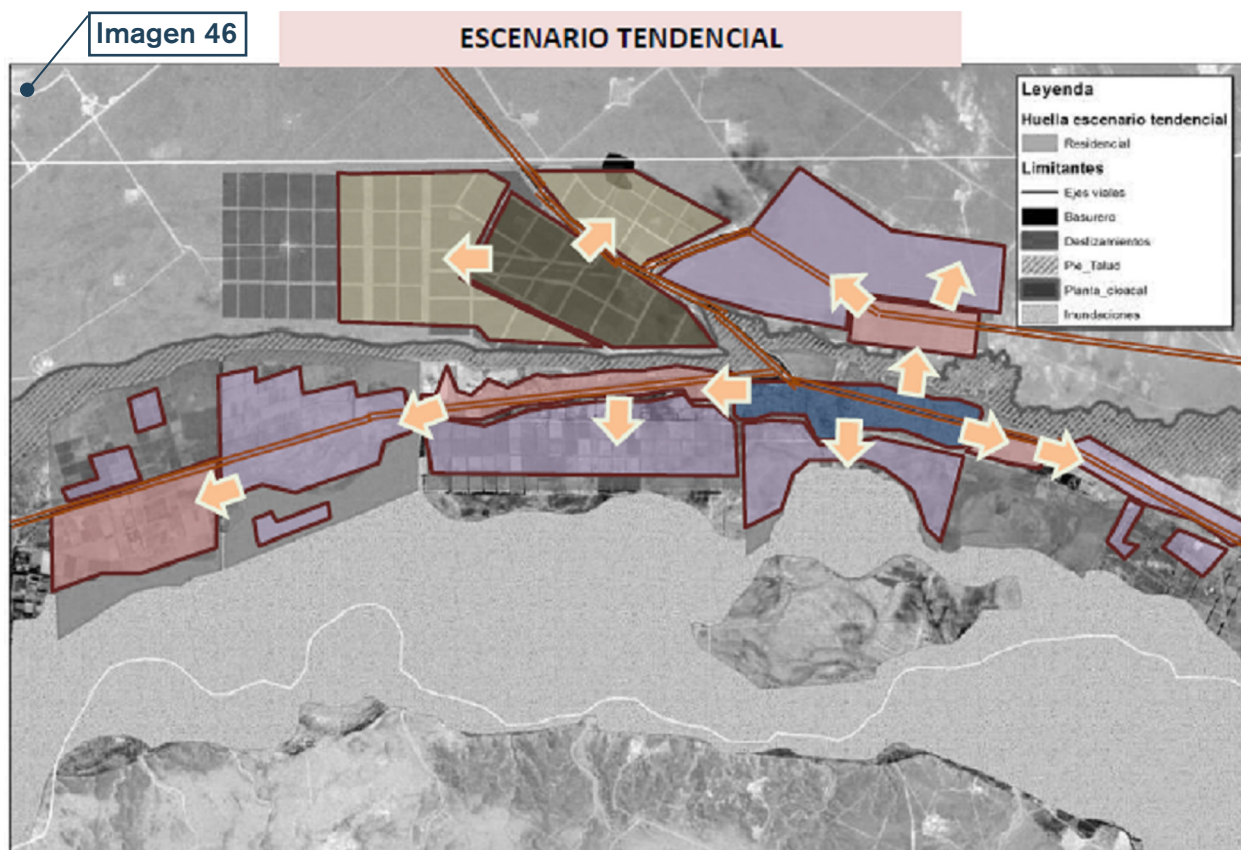 Imagen 46
ESCENARIO TENDENCIAL
Leyenda
Huella escenario tendencial
Residencial
Limitantes
Ejes viales
Basurero
Deslizamientos
Pie_Talud
Planta_cloacal
Inundaciones